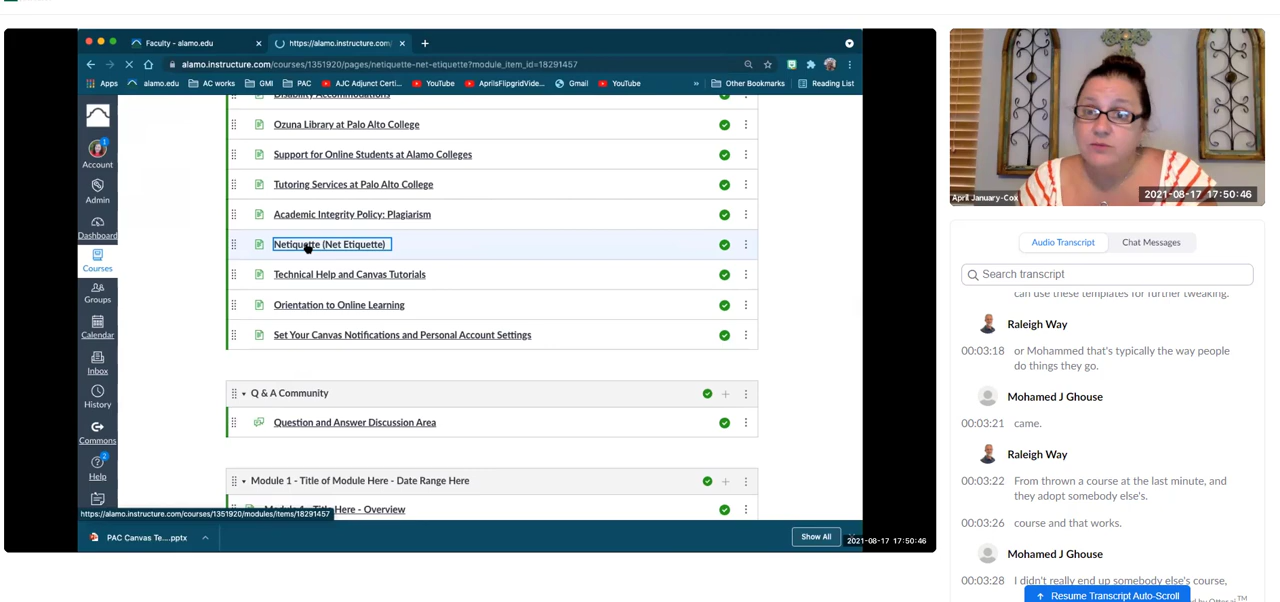 Faculty - alamo.edu
https://alamo.instructure.com/
alamo.instructure.com/courses/1351920/pages/netiquette-net-etiquette?module_item_id=18291457
Apps
alamo.edu
AC works
GMI
PAC
AJC Adjunct Certi...
YouTube
AprilsFlipgridVide...
Gmail
YouTube
»
Other Bookmarks
Reading List
Account
Admin
Dashboard
Courses
Groups
Calendar
Inbox
History
Commons
2
Help
Disability Accommodations
Ozuna Library at Palo Alto College
Support for Online Students at Alamo Colleges
Tutoring Services at Palo Alto College
Academic Integrity Policy: Plagiarism
Netiquette (Net Etiquette)
Technical Help and Canvas Tutorials
Orientation to Online Learning
Set Your Canvas Notifications and Personal Account Settings
Q & A Community
Question and Answer Discussion Area
Module 1 - Title of Module Here - Date Range Here
Here - Overview
https://alamo.instructure.com/courses/1351920/modules/items/18291457
PAC Canvas Te....pptx
Show All
2021-08-17 17:50:46
April January-Cox
2021-08-17 17:50:46
Audio Transcript
Chat Messages
Search transcript
can use these templates for further tweaking.
Raleigh Way
00:03:18 or Mohammed that's typically the way people
do things they go.
Mohamed J Ghouse
00:03:21 came.
Raleigh Way
00:03:22 From thrown a course at the last minute, and
they adopt somebody else's.
00:03:26 course and that works.
Mohamed J Ghouse
00:03:28 I didn't really end up somebody else's course,
Resume Transcript Auto-Scroll
by Otter.ai TM